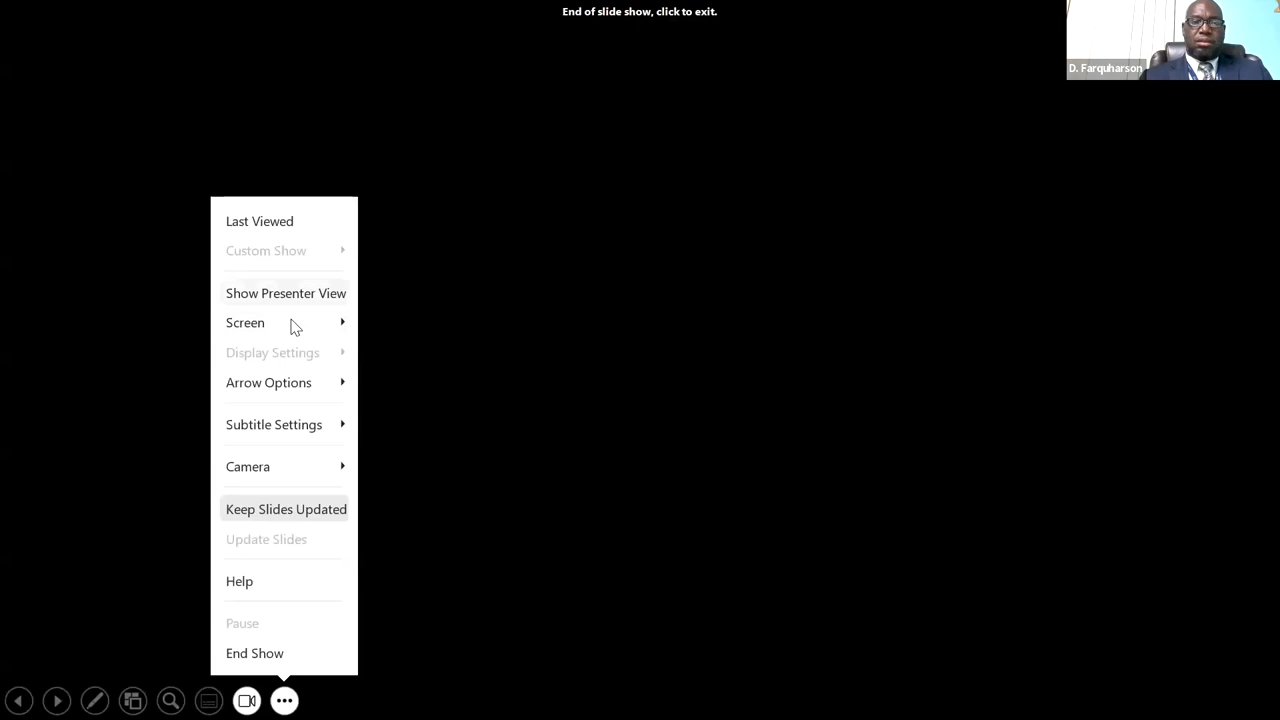 End of slide show, click to exit.
D. Farquharson
Last Viewed
Custom Show
Show Presenter View
Screen
Display Settings
Arrow Options
Subtitle Settings
Camera
Keep Slides Updated
Update Slides
Help
Pause
End Show